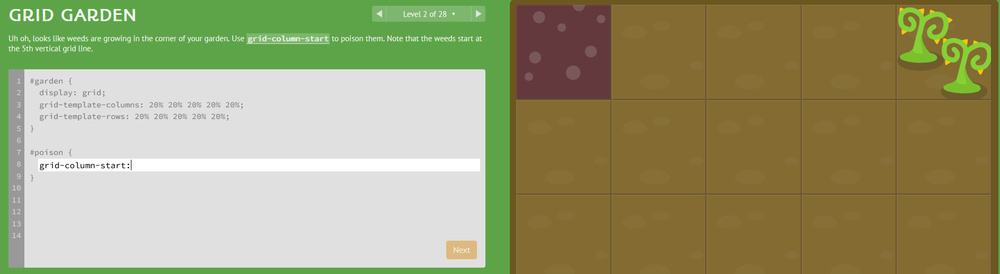 GRID GARDEN
◀ Level 2 of 28 ▾ ▶
Uh oh, looks like weeds are growing in the corner of your garden. Use grid-column-start to poison them. Note that the weeds start at
the 5th vertical grid line.
1 #garden {
2 display: grid;
3 grid-template-columns: 20% 20% 20% 20% 20%;
4 grid-template-rows: 20% 20% 20% 20% 20%;
5 }
6
7 #poison {
8 grid-column-start:
9 }
10
11
12
13
14
Next